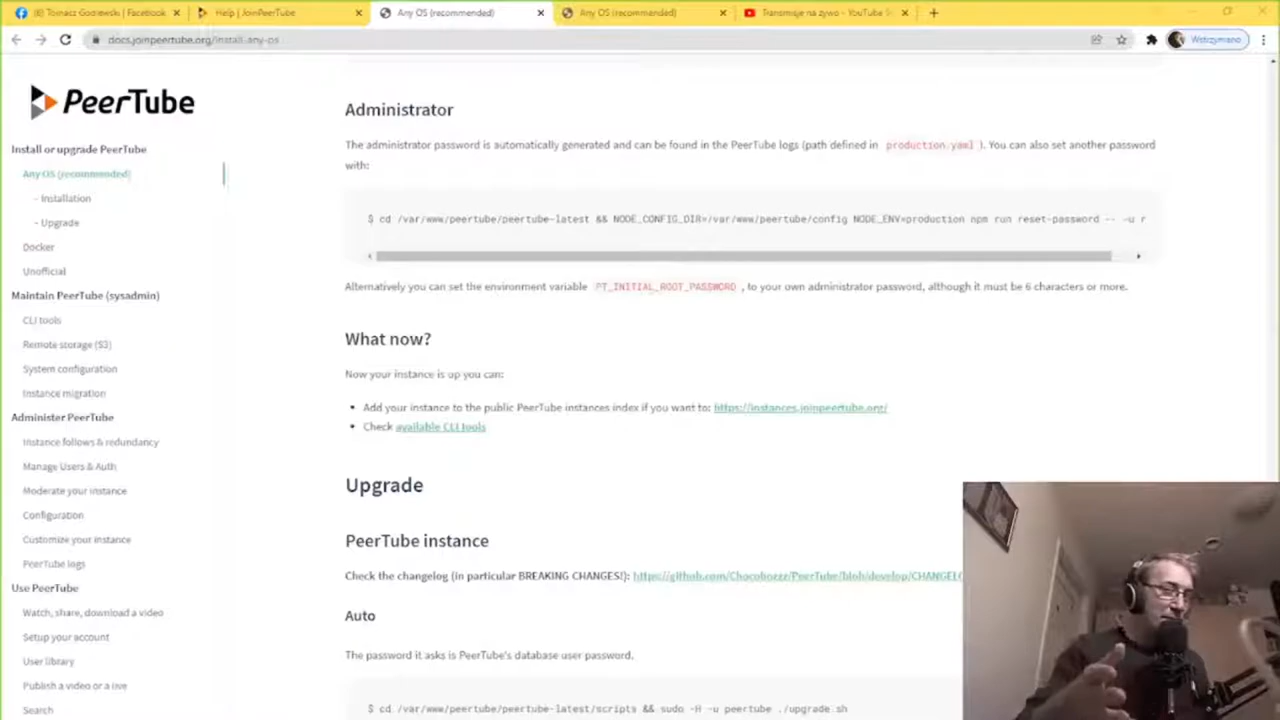 (6) Tomasz Gąsiewski | Facebook
Help | JoinPeerTube
Any OS (recommended)
Any OS (recommended)
Transmisje na żywo - YouTube S
docs.joinpeertube.org/install-any-os
Wstrzymano
PeerTube
Install or upgrade PeerTube
Any OS (recommended)
- Installation
- Upgrade
Docker
Unofficial
Maintain PeerTube (sysadmin)
CLI tools
Remote storage (S3)
System configuration
Instance migration
Administer PeerTube
Instance follows & redundancy
Manage Users & Auth
Moderate your instance
Configuration
Customize your instance
PeerTube logs
Use PeerTube
Watch, share, download a video
Setup your account
User library
Publish a video or a live
Search
Administrator
The administrator password is automatically generated and can be found in the PeerTube logs (path defined in production.yaml ). You can also set another password
with:
$ cd /var/www/peertube/peertube-latest && NODE_CONFIG_DIR=/var/www/peertube/config NODE_ENV=production npm run reset-password -- -u r
Alternatively you can set the environment variable PT_INITIAL_ROOT_PASSWORD , to your own administrator password, although it must be 6 characters or more.
What now?
Now your instance is up you can:
• Add your instance to the public PeerTube instances index if you want to: https://instances.joinpeertube.org/
• Check available CLI tools
Upgrade
PeerTube instance
Check the changelog (in particular BREAKING CHANGES!): https://github.com/Chocobozzz/PeerTube/blob/develop/CHANGELO
Auto
The password it asks is PeerTube's database user password.
$ cd /var/www/peertube/peertube-latest/scripts && sudo -H -u peertube ./upgrade.sh